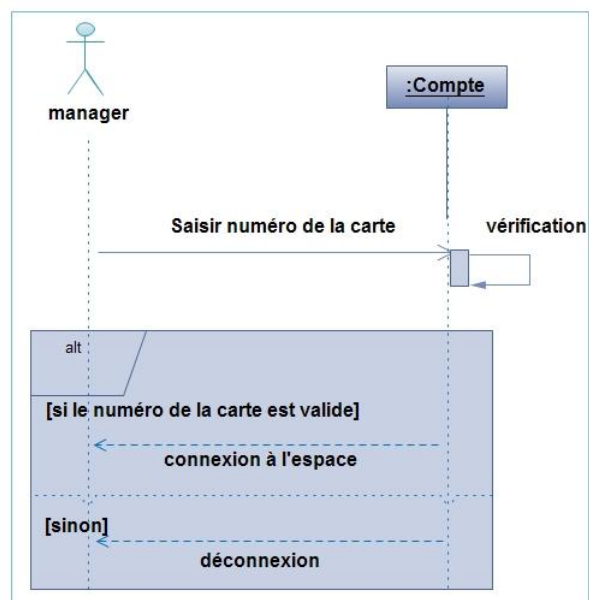 :Compte
manager
Saisir numéro de la carte
vérification
alt
[si le numéro de la carte est valide]
connexion à l'espace
[sinon]
déconnexion